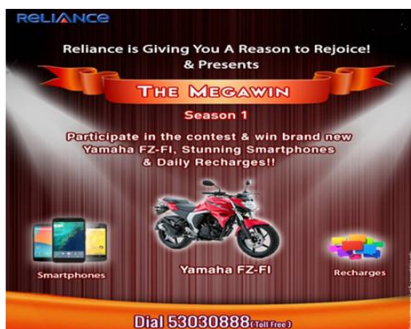 RELIANCE
Reliance is Giving You A Reason to Rejoice!
& Presents
THE MEGAWIN
Season 1
Participate in the contest & win brand new
Yamaha FZ-FI, Stunning Smartphones
& Daily Recharges!!
Smartphones
Yamaha FZ-FI
Recharges
Dial 53030888(Toll Free)